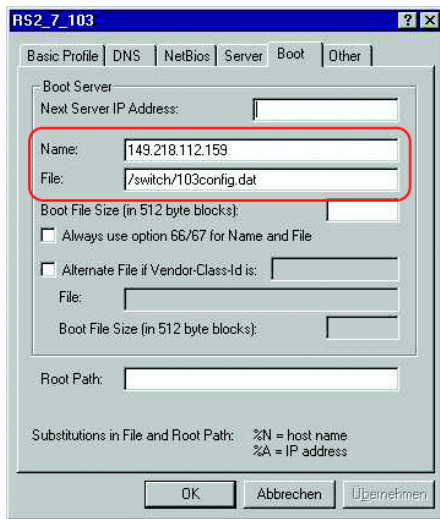 RS2_7_103
Basic Profile DNS NetBios Server Boot Other
Boot Server
Next Server IP Address:
Name: 149.218.112.159
File: /switch/103config.dat
Boot File Size (in 512 byte blocks):
Always use option 66/67 for Name and File
Alternate File if Vendor-Class-Id is:
File:
Boot File Size (in 512 byte blocks):
Root Path:
Substitutions in File and Root Path: %N = host name
%A = IP address
OK Abbrechen Übernehmen